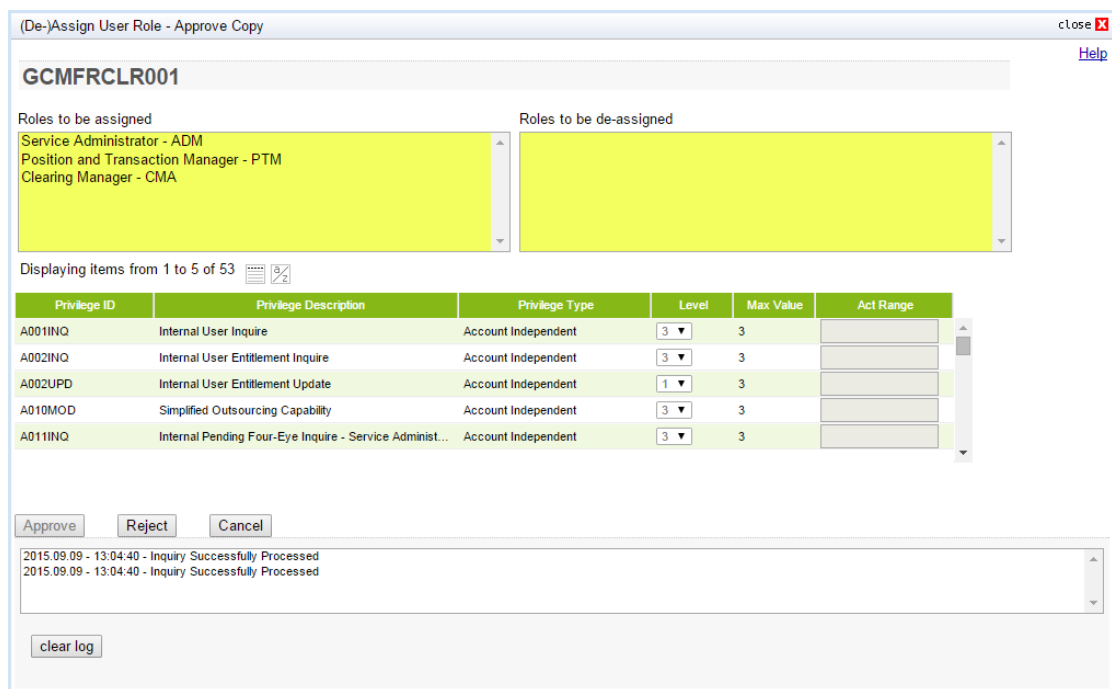 (De-)Assign User Role - Approve Copy
close X
Help
GCMFRCLR001
Roles to be assigned
Roles to be de-assigned
Service Administrator - ADM
Position and Transaction Manager - PTM
Clearing Manager - CMA
Displaying items from 1 to 5 of 53 a/z
Privilege ID Privilege Description Privilege Type Level Max Value Act Range
A001INQ Internal User Inquire Account Independent 3 3
A002INQ Internal User Entitlement Inquire Account Independent 3 3
A002UPD Internal User Entitlement Update Account Independent 1 3
A010MOD Simplified Outsourcing Capability Account Independent 3 3
A011INQ Internal Pending Four-Eye Inquire - Service Administ... Account Independent 3 3
Approve Reject Cancel
2015.09.09 - 13:04:40 - Inquiry Successfully Processed
2015.09.09 - 13:04:40 - Inquiry Successfully Processed
clear log